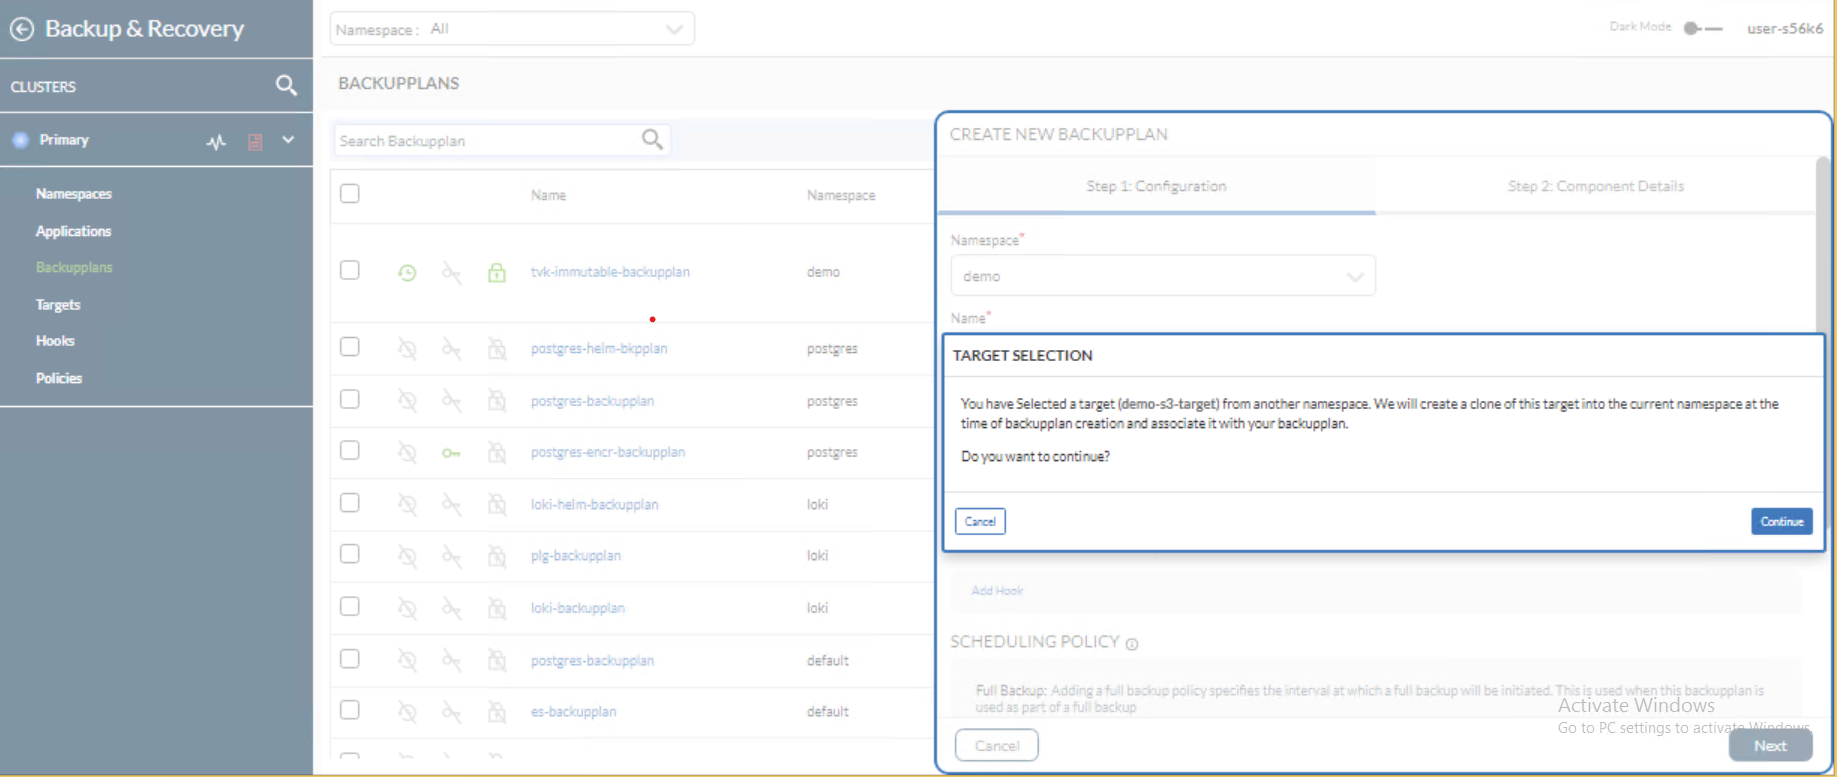 Backup & Recovery
Namespace : All
Dark Mode
user-s56k6
CLUSTERS
BACKUPPLANS
Primary
Search Backupplan
CREATE NEW BACKUPPLAN
Namespaces
Applications
Backupplans
Targets
Hooks
Policies
Name Namespace
tvk-immutable-backupplan demo
postgres-helm-bkpplan postgres
postgres-backupplan postgres
postgres-encr-backupplan postgres
loki-helm-backupplan loki
plg-backupplan loki
loki-backupplan loki
postgres-backupplan default
es-backupplan default
Step 1: Configuration
Step 2: Component Details
Namespace*
demo
Name*
TARGET SELECTION
You have Selected a target (demo-s3-target) from another namespace. We will create a clone of this target into the current namespace at the
time of backupplan creation and associate it with your backupplan.
Do you want to continue?
Cancel
Continue
Add Hook
SCHEDULING POLICY
Full Backup: Adding a full backup policy specifies the interval at which a full backup will be initiated. This is used when this backupplan is
used as part of a full backup
Activate Windows
Go to PC settings to activate Windows.
Cancel
Next